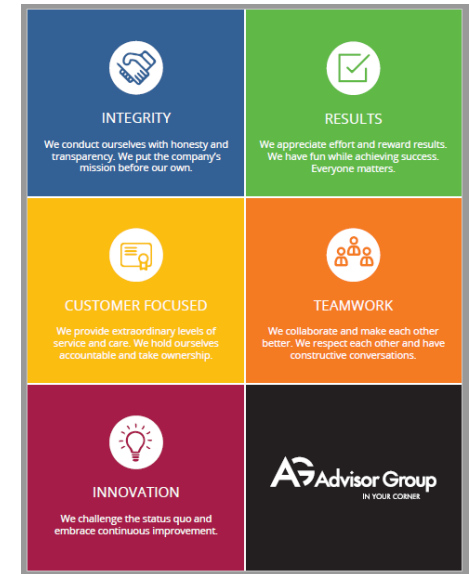 INTEGRITY
We conduct ourselves with honesty and
transparency. We put the company's
mission before our own.
RESULTS
We appreciate effort and reward results.
We have fun while achieving success.
Everyone matters.
CUSTOMER FOCUSED
We provide extraordinary levels of
service and care. We hold ourselves
accountable and take ownership.
TEAMWORK
We collaborate and make each other
better. We respect each other and have
constructive conversations.
INNOVATION
We challenge the status quo and
embrace continuous improvement.
AG Advisor Group
IN YOUR CORNER